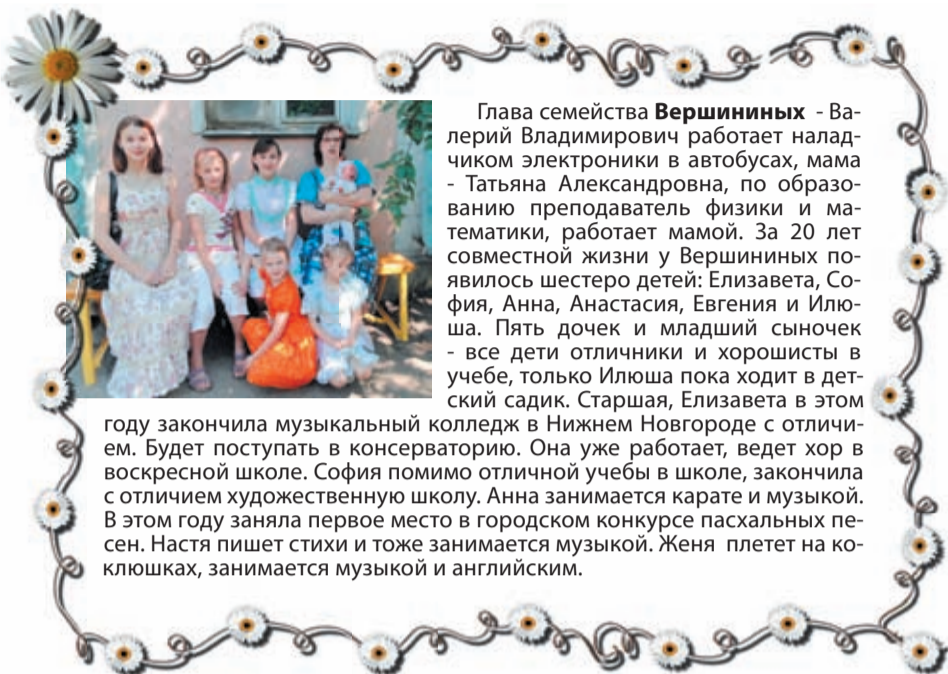 Глава семейства Вершининых - Ва-
лерий Владимирович работает налад-
чиком электроники в автобусах, мама
- Татьяна Александровна, по образо-
ванию преподаватель физики и ма-
тематики, работает мамой. За 20 лет
совместной жизни у Вершининых по-
явилось шестеро детей: Елизавета, Со-
фия, Анна, Анастасия, Евгения и Илю-
ша. Пять дочек и младший сыночек
- все дети отличники и хорошисты в
учебе, только Илюша пока ходит в дет-
ский садик. Старшая, Елизавета в этом
году закончила музыкальный колледж в Нижнем Новгороде с отличи-
ем. Будет поступать в консерваторию. Она уже работает, ведет хор в
воскресной школе. София помимо отличной учебы в школе, закончила
с отличием художественную школу. Анна занимается карате и музыкой.
В этом году заняла первое место в городском конкурсе пасхальных пе-
сен. Настя пишет стихи и тоже занимается музыкой. Женя плетет на ко-
клюшках, занимается музыкой и английским.